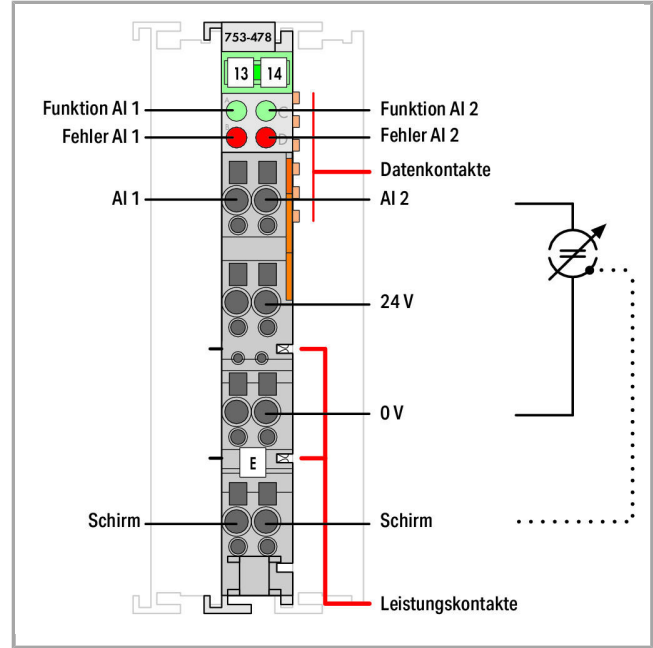 753-478
13 14
Funktion AI 1
Funktion AI 2
A
C
Fehler AI 1
Fehler AI 2
D
Datenkontakte
AI 1
AI 2
24 V
0 V
E
Schirm
Schirm
Leistungskontakte